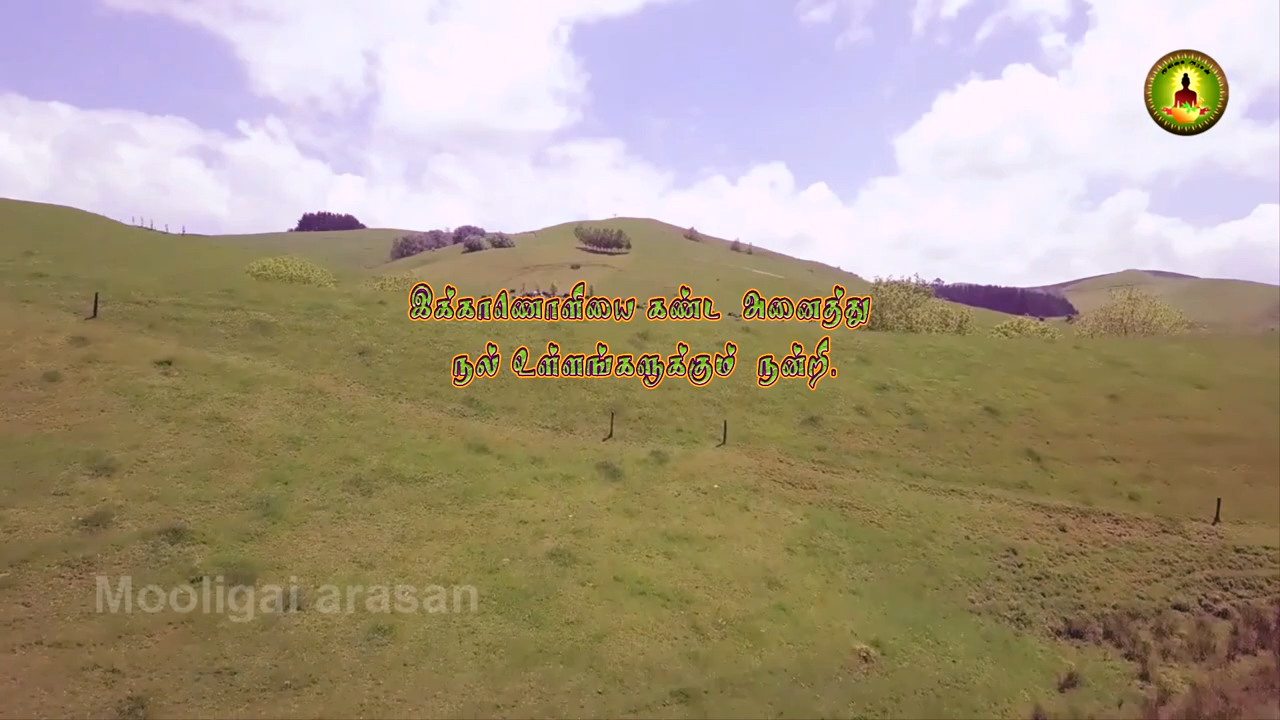 இக்காணொளியை கண்ட அனைத்து
நல் உள்ளங்களுக்கும் நன்றி.
Mooligai arasan